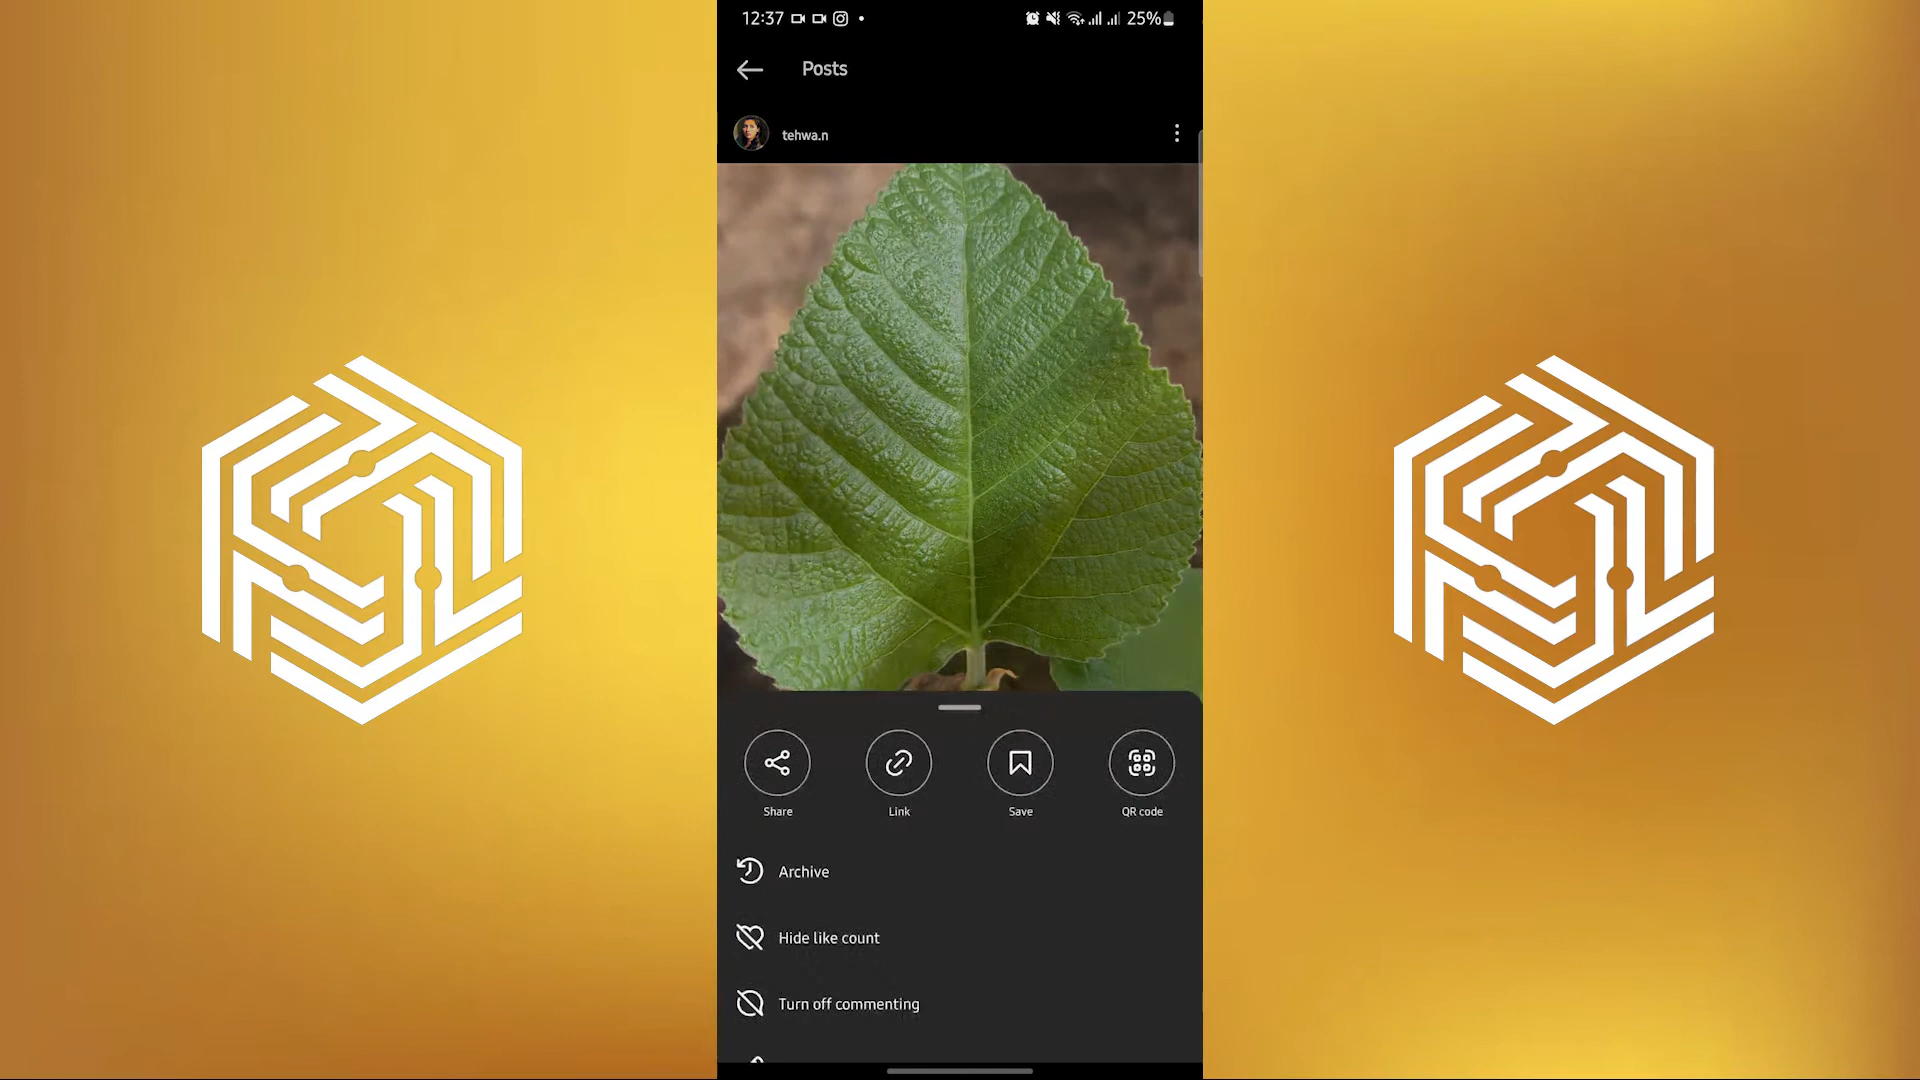 12:37
25%
Posts
tehwa.n
Share
Link
Save
QR code
Archive
Hide like count
Turn off commenting